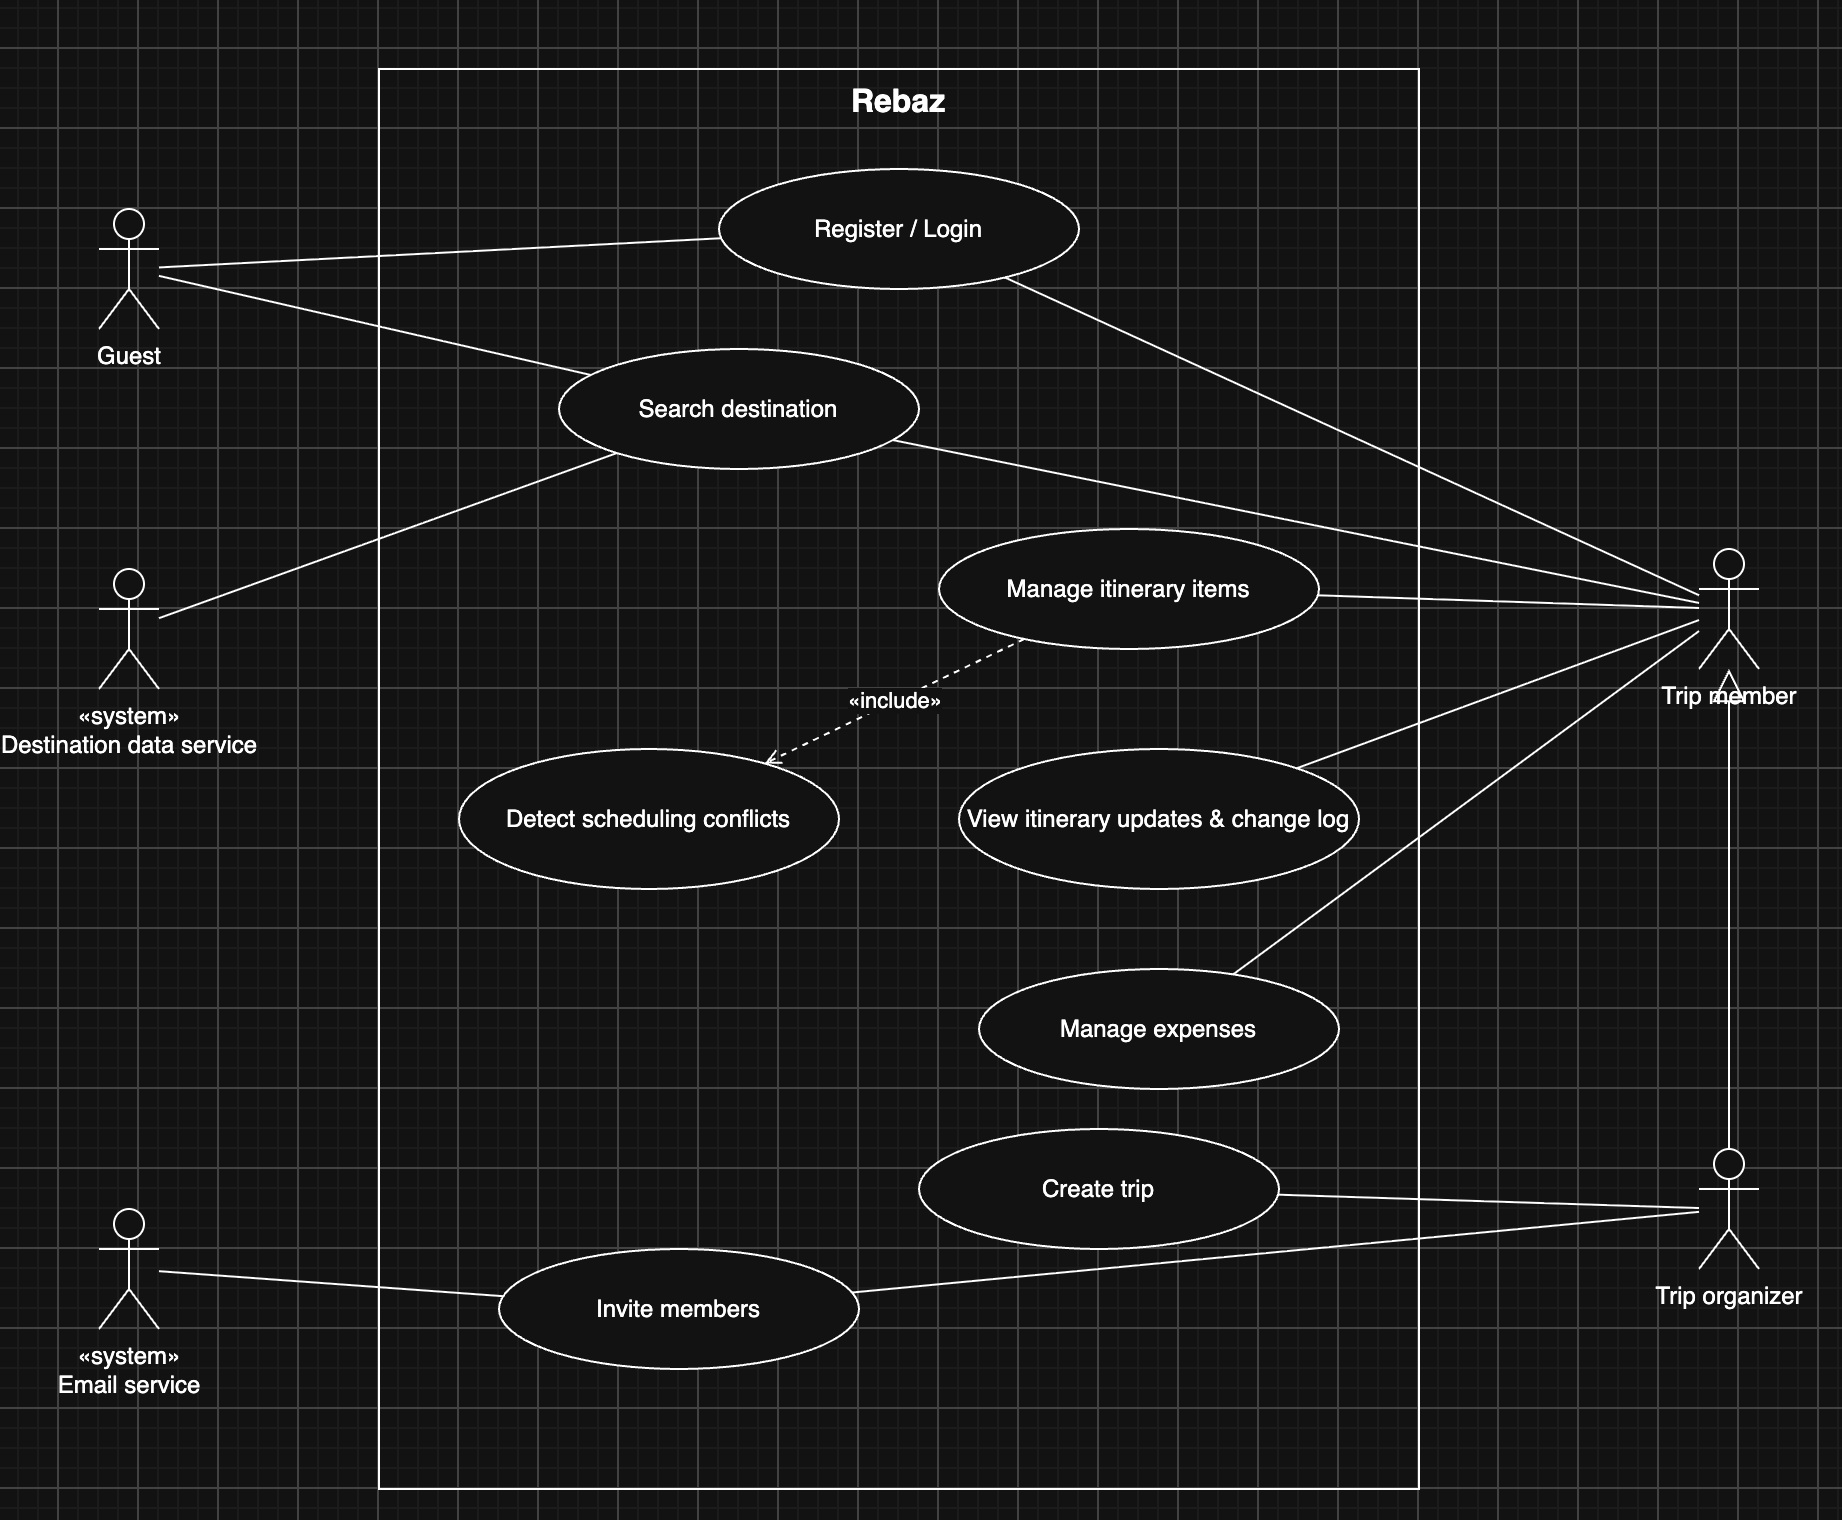 Rebaz
Register / Login
Guest
Search destination
Manage itinerary items
«system»
Destination data service
«include»
Trip member
Detect scheduling conflicts
View itinerary updates & change log
Manage expenses
Create trip
Invite members
Trip organizer
«system»
Email service